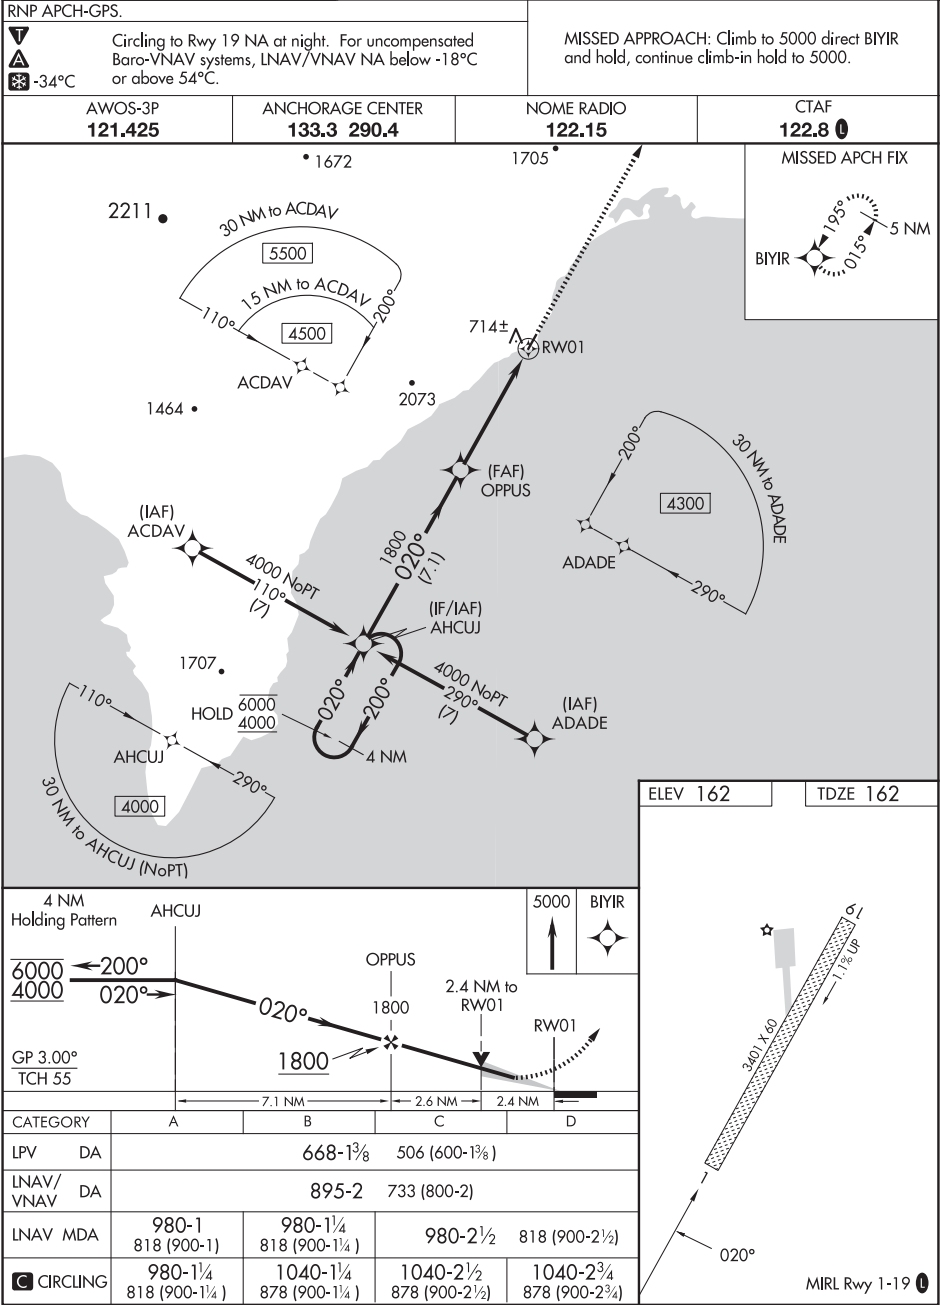 RNP APCH-GPS.
T
A
-34°C
Circling to Rwy 19 NA at night. For uncompensated
Baro-VNAV systems, LNAV/VNAV NA below -18°C
or above 54°C.
MISSED APPROACH: Climb to 5000 direct BIYIR
and hold, continue climb-in hold to 5000.
AWOS-3P
121.425
ANCHORAGE CENTER
133.3 290.4
NOME RADIO
122.15
CTAF
122.8 L
1672
1705
MISSED APCH FIX
195°
015°
5 NM
BIYIR
2211
30 NM to ACDAV
5500
15 NM to ACDAV
4500
110°
200°
ACDAV
714±
RW01
1464
2073
200°
30 NM to ADADE
4300
ADADE
290°
(FAF)
OPPUS
(IAF)
ACDAV
4000 NoPT
110°
(7)
1800
020°
(7.1)
(IF/IAF)
AHCUJ
4000 NoPT
290°
(7)
(IAF)
ADADE
1707
HOLD
6000
4000
020°
200°
4 NM
110°
AHCUJ
290°
4000
30 NM to AHCUJ (NoPT)
ELEV 162
TDZE 162
19
1.1% UP
3401 X 60
1
020°
MIRL Rwy 1-19 L
4 NM
Holding Pattern
AHCUJ
5000
BIYIR
6000
4000
200°
020°
020°
OPPUS
1800
1800
2.4 NM to
RW01
RW01
GP 3.00°
TCH 55
7.1 NM
2.6 NM
2.4 NM
CATEGORY A B C D
LPV DA 668-1⅜ 506 (600-1⅜)
LNAV/
VNAV DA 895-2 733 (800-2)
LNAV MDA 980-1 980-1¼ 980-2½ 818 (900-2½)
818 (900-1) 818 (900-1¼)
C CIRCLING 980-1¼ 1040-1¼ 1040-2½ 1040-2¾
818 (900-1¼) 878 (900-1¼) 878 (900-2½) 878 (900-2¾)